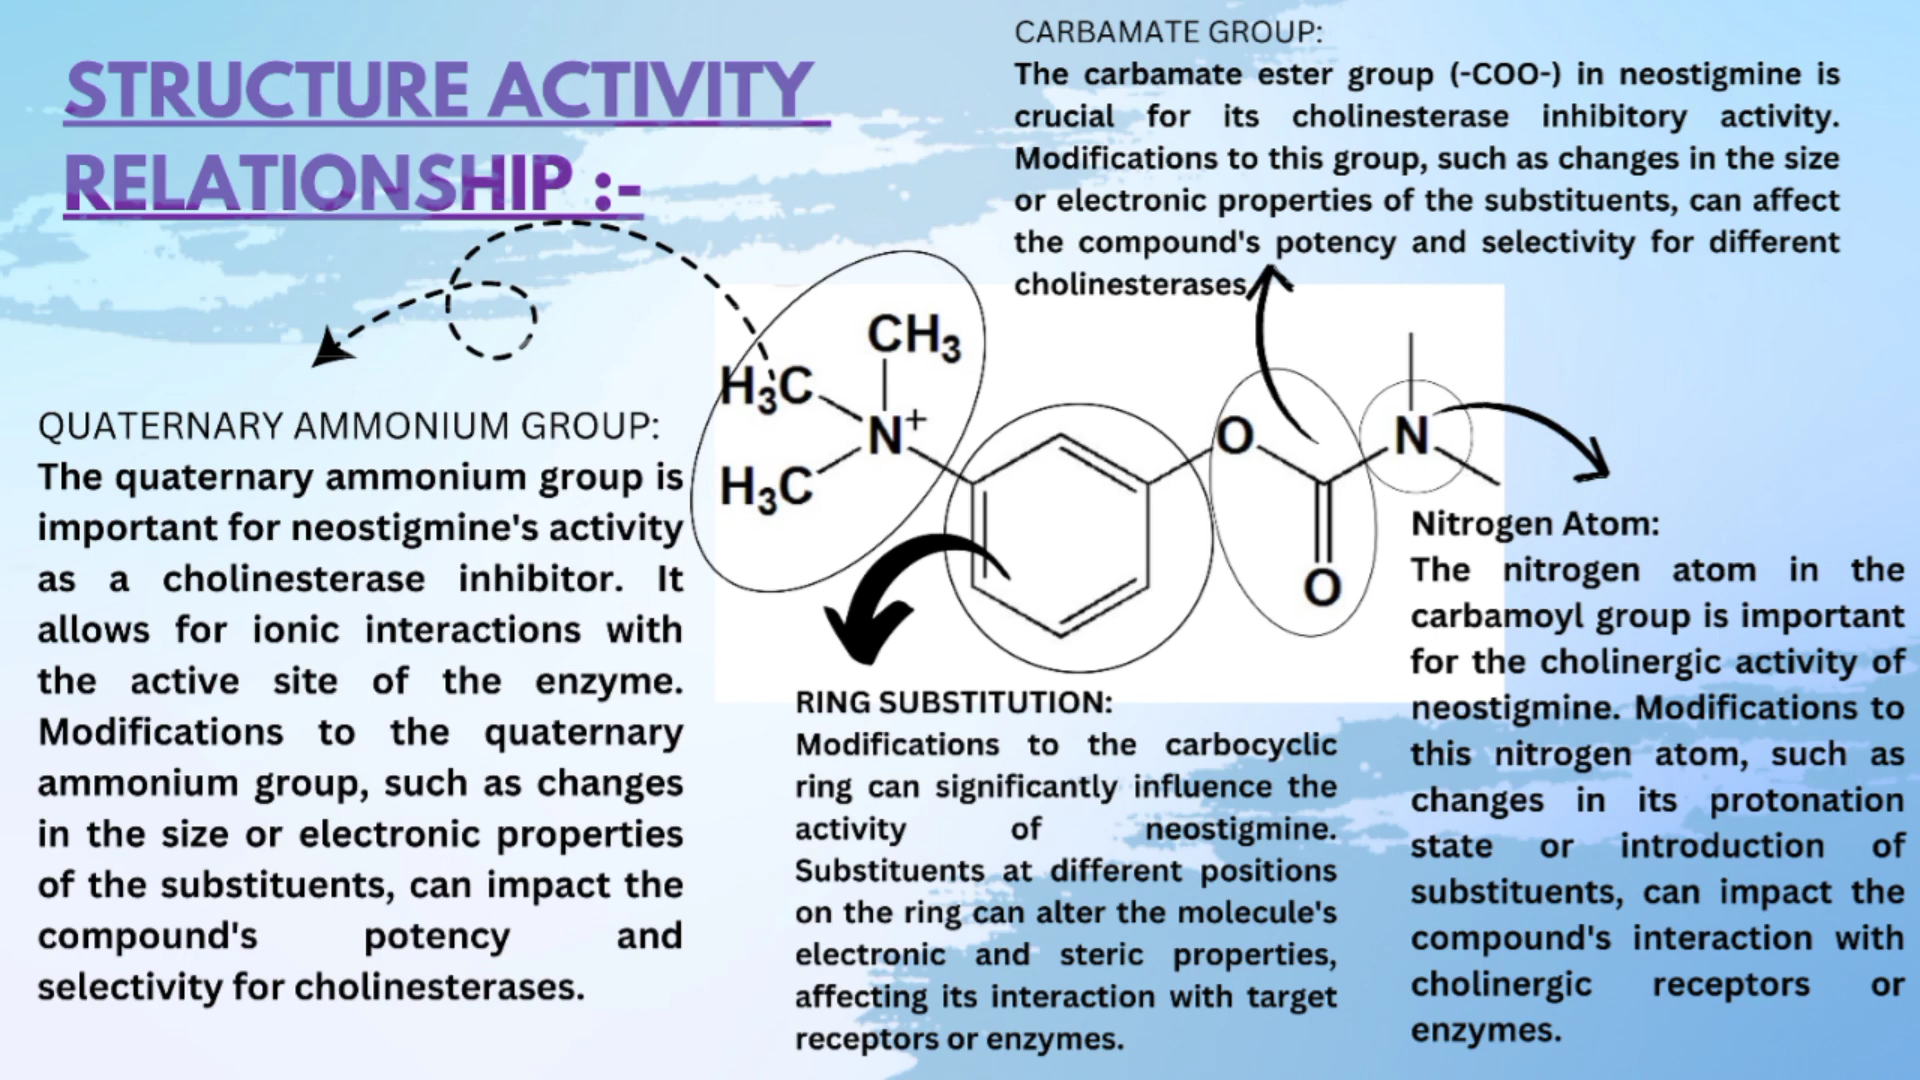 STRUCTURE ACTIVITY
RELATIONSHIP :-
CARBAMATE GROUP:
The carbamate ester group (-COO-) in neostigmine is
crucial for its cholinesterase inhibitory activity.
Modifications to this group, such as changes in the size
or electronic properties of the substituents, can affect
the compound's potency and selectivity for different
cholinesterases.
CH3
H3C
N+
H3C
O
N
O
QUATERNARY AMMONIUM GROUP:
The quaternary ammonium group is
important for neostigmine's activity
as a cholinesterase inhibitor. It
allows for ionic interactions with
the active site of the enzyme.
Modifications to the quaternary
ammonium group, such as changes
in the size or electronic properties
of the substituents, can impact the
compound's potency and
selectivity for cholinesterases.
RING SUBSTITUTION:
Modifications to the carbocyclic
ring can significantly influence the
activity of neostigmine.
Substituents at different positions
on the ring can alter the molecule's
electronic and steric properties,
affecting its interaction with target
receptors or enzymes.
Nitrogen Atom:
The nitrogen atom in the
carbamoyl group is important
for the cholinergic activity of
neostigmine. Modifications to
this nitrogen atom, such as
changes in its protonation
state or introduction of
substituents, can impact the
compound's interaction with
cholinergic receptors or
enzymes.